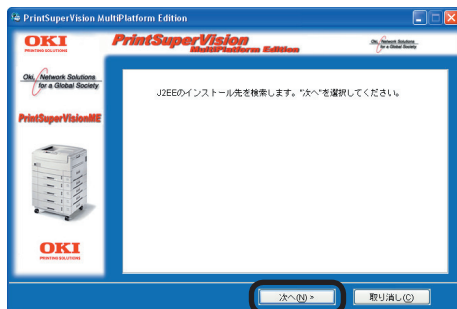 PrintSuperVision MultiPlatform Edition
OKI
PRINTING SOLUTIONS
PrintSuperVision
MultiPlatform Edition
Oki, Network Solutions
for a Global Society
Oki, Network Solutions
for a Global Society
PrintSuperVisionME
J2EEのインストール先を検索します。"次へ"を選択してください。
OKI
PRINTING SOLUTIONS
次へ(N) >
取り消し(C)